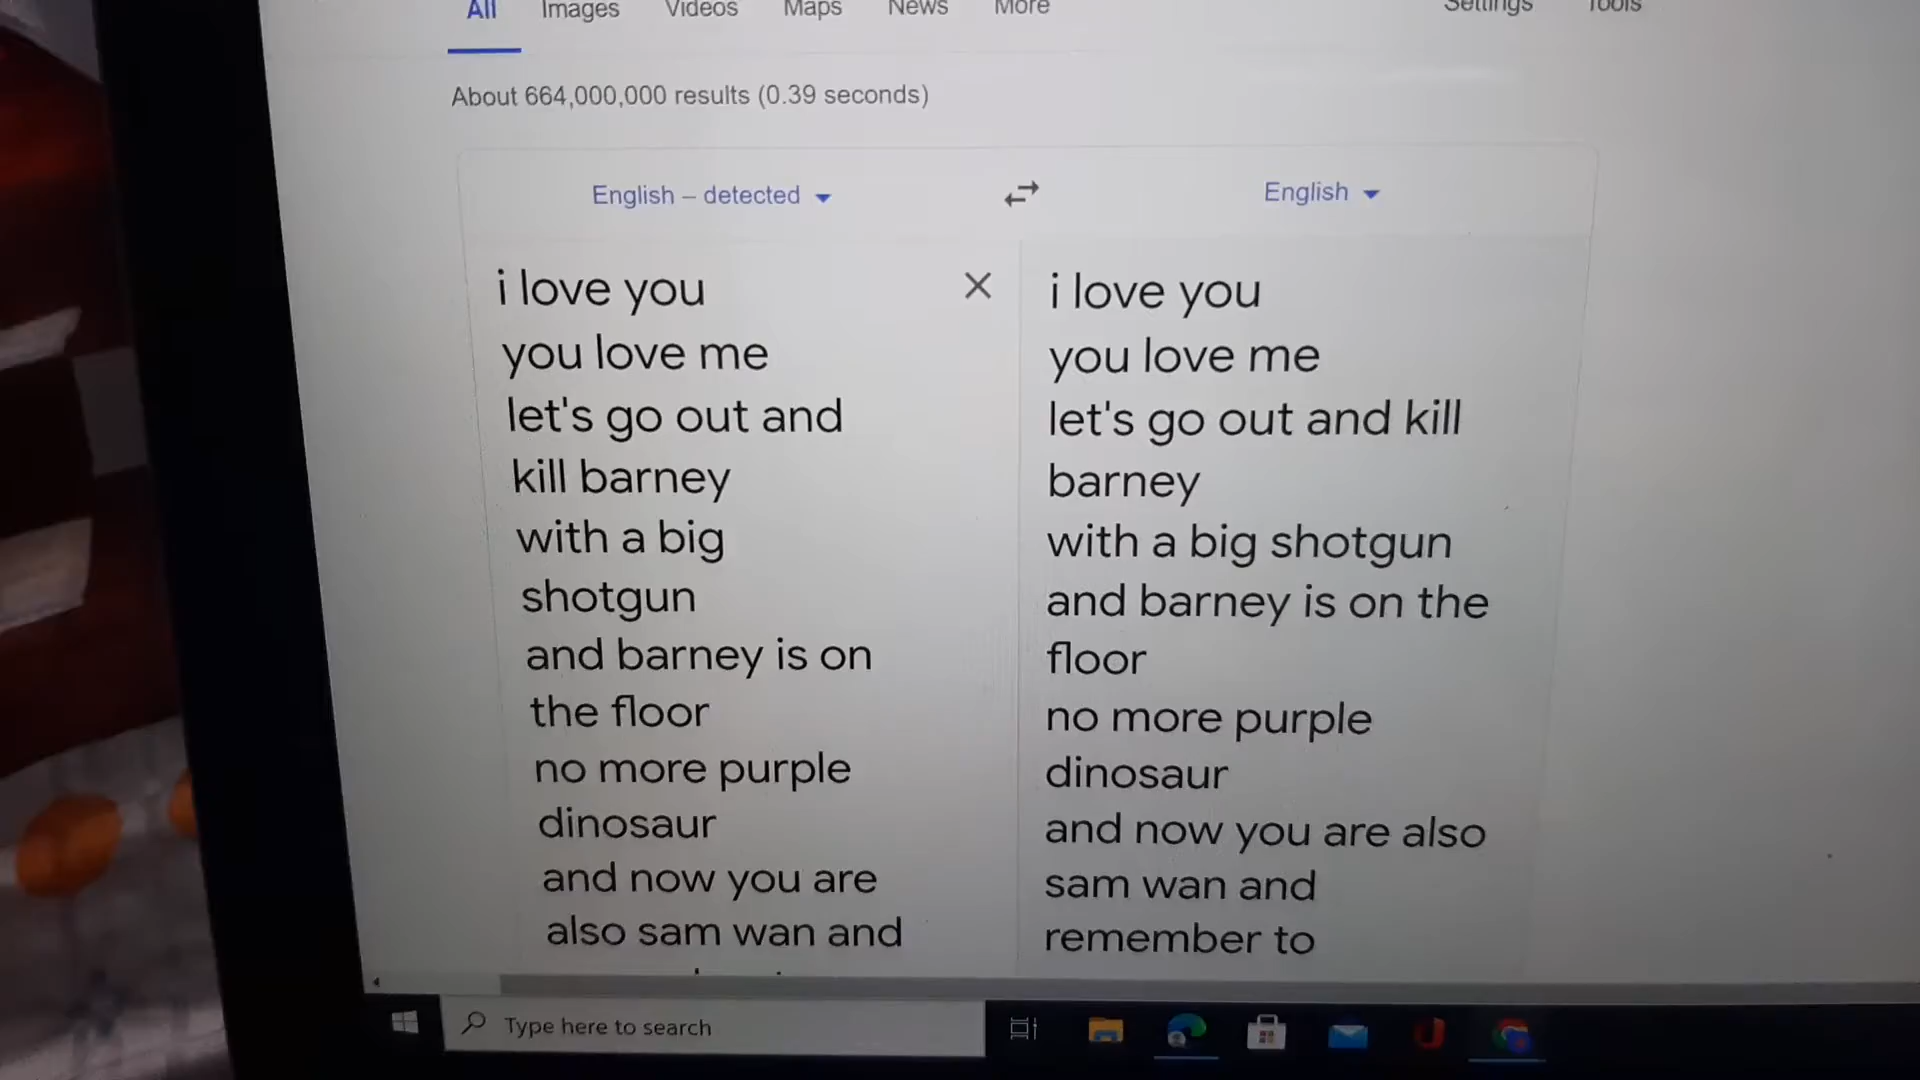 All Images Videos Maps News More Settings Tools
About 664,000,000 results (0.39 seconds)
English – detected
English
i love you
you love me
let's go out and
kill barney
with a big
shotgun
and barney is on
the floor
no more purple
dinosaur
and now you are
also sam wan and
i love you
you love me
let's go out and kill
barney
with a big shotgun
and barney is on the
floor
no more purple
dinosaur
and now you are also
sam wan and
remember to
Type here to search